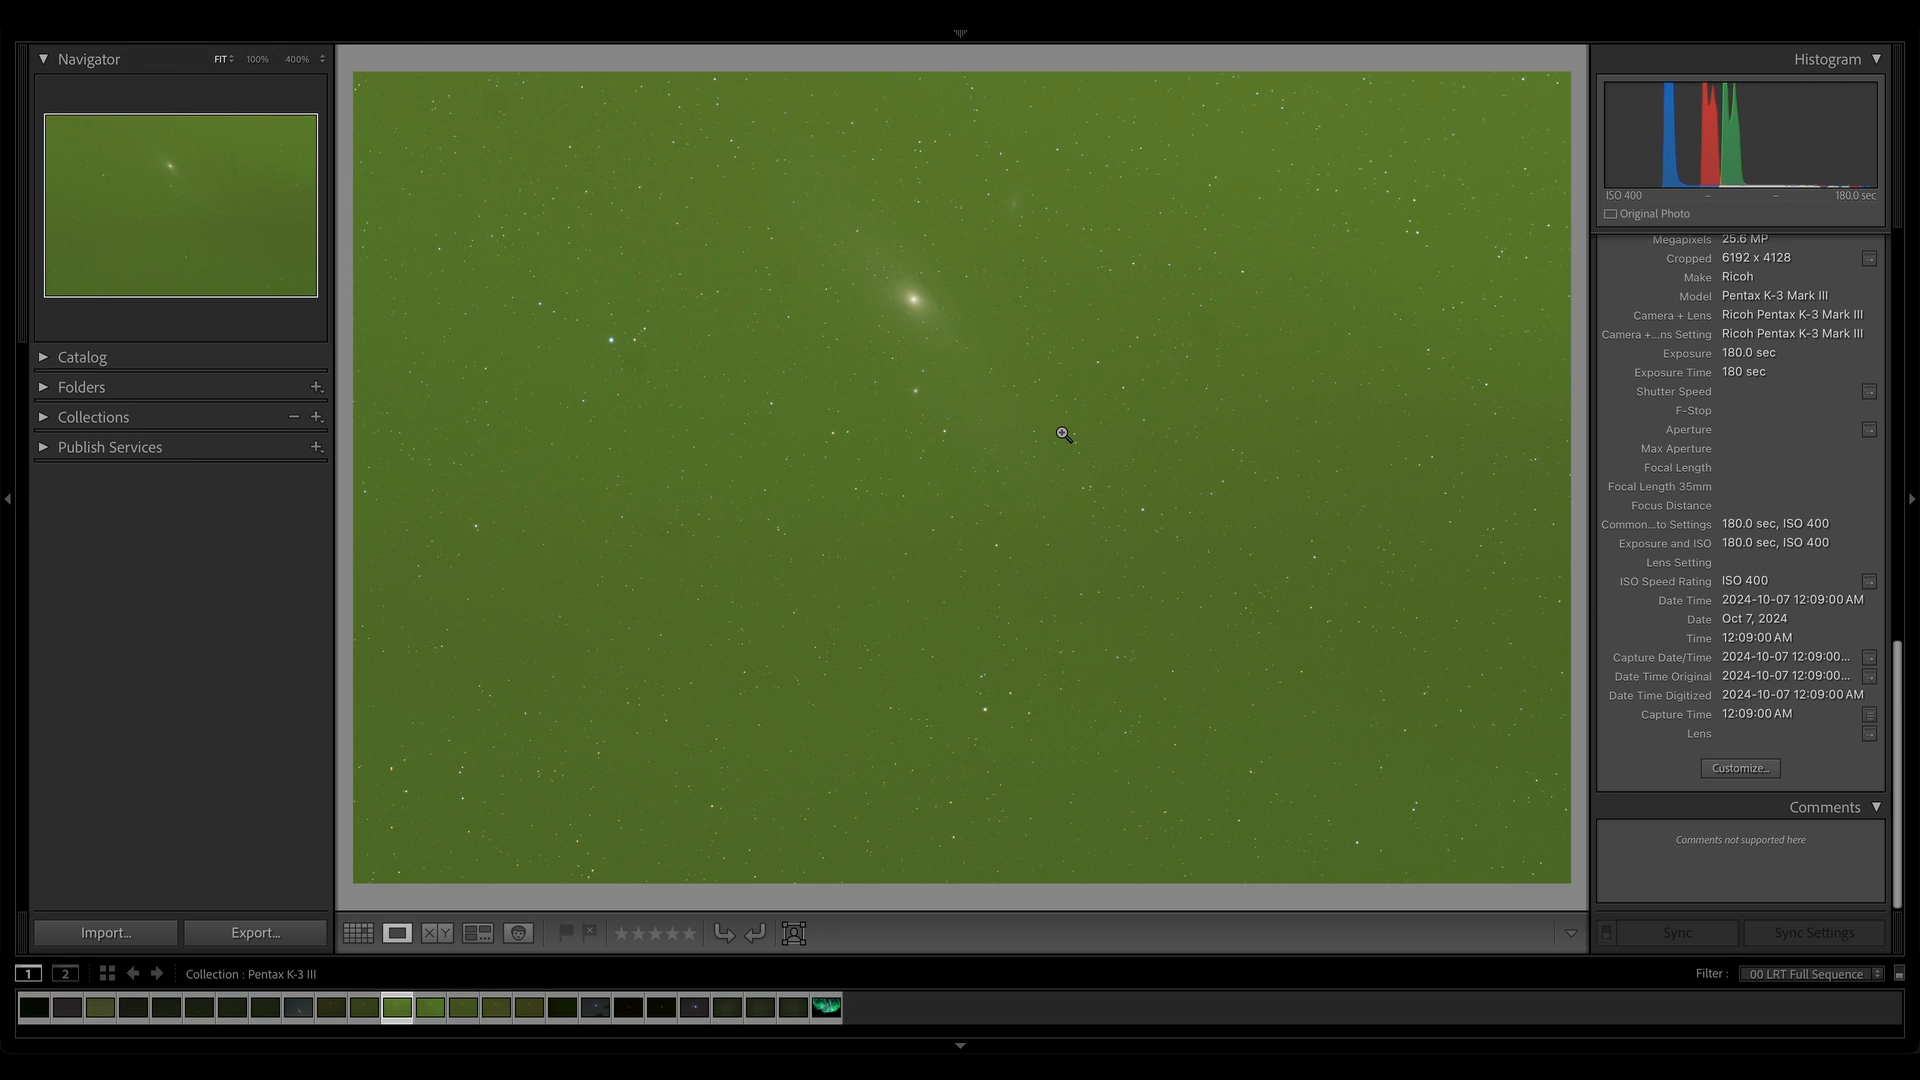 Navigator FIT 100% 400%
Catalog
Folders
Collections
Publish Services
Import... Export...
XY
Histogram
ISO 400 – – 180.0 sec
Original Photo
Megapixels 25.6 MP
Cropped 6192 x 4128
Make Ricoh
Model Pentax K-3 Mark III
Camera + Lens Ricoh Pentax K-3 Mark III
Camera +...ns Setting Ricoh Pentax K-3 Mark III
Exposure 180.0 sec
Exposure Time 180 sec
Shutter Speed
F-Stop
Aperture
Max Aperture
Focal Length
Focal Length 35mm
Focus Distance
Common...to Settings 180.0 sec, ISO 400
Exposure and ISO 180.0 sec, ISO 400
Lens Setting
ISO Speed Rating ISO 400
Date Time 2024-10-07 12:09:00 AM
Date Oct 7, 2024
Time 12:09:00 AM
Capture Date/Time 2024-10-07 12:09:00...
Date Time Original 2024-10-07 12:09:00...
Date Time Digitized 2024-10-07 12:09:00 AM
Capture Time 12:09:00 AM
Lens
Customize...
Comments
Comments not supported here
Sync Sync Settings
1 2 Collection : Pentax K-3 III Filter : 00 LRT Full Sequence